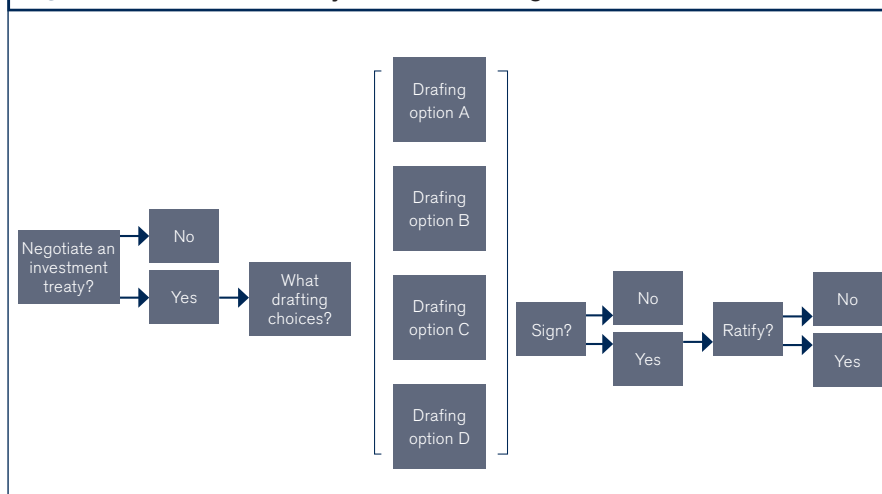 Negotiate an
investment
treaty?
No
Yes
What
drafting
choices?
Drafing
option A
Drafing
option B
Drafing
option C
Drafing
option D
Sign?
No
Yes
Ratify?
No
Yes